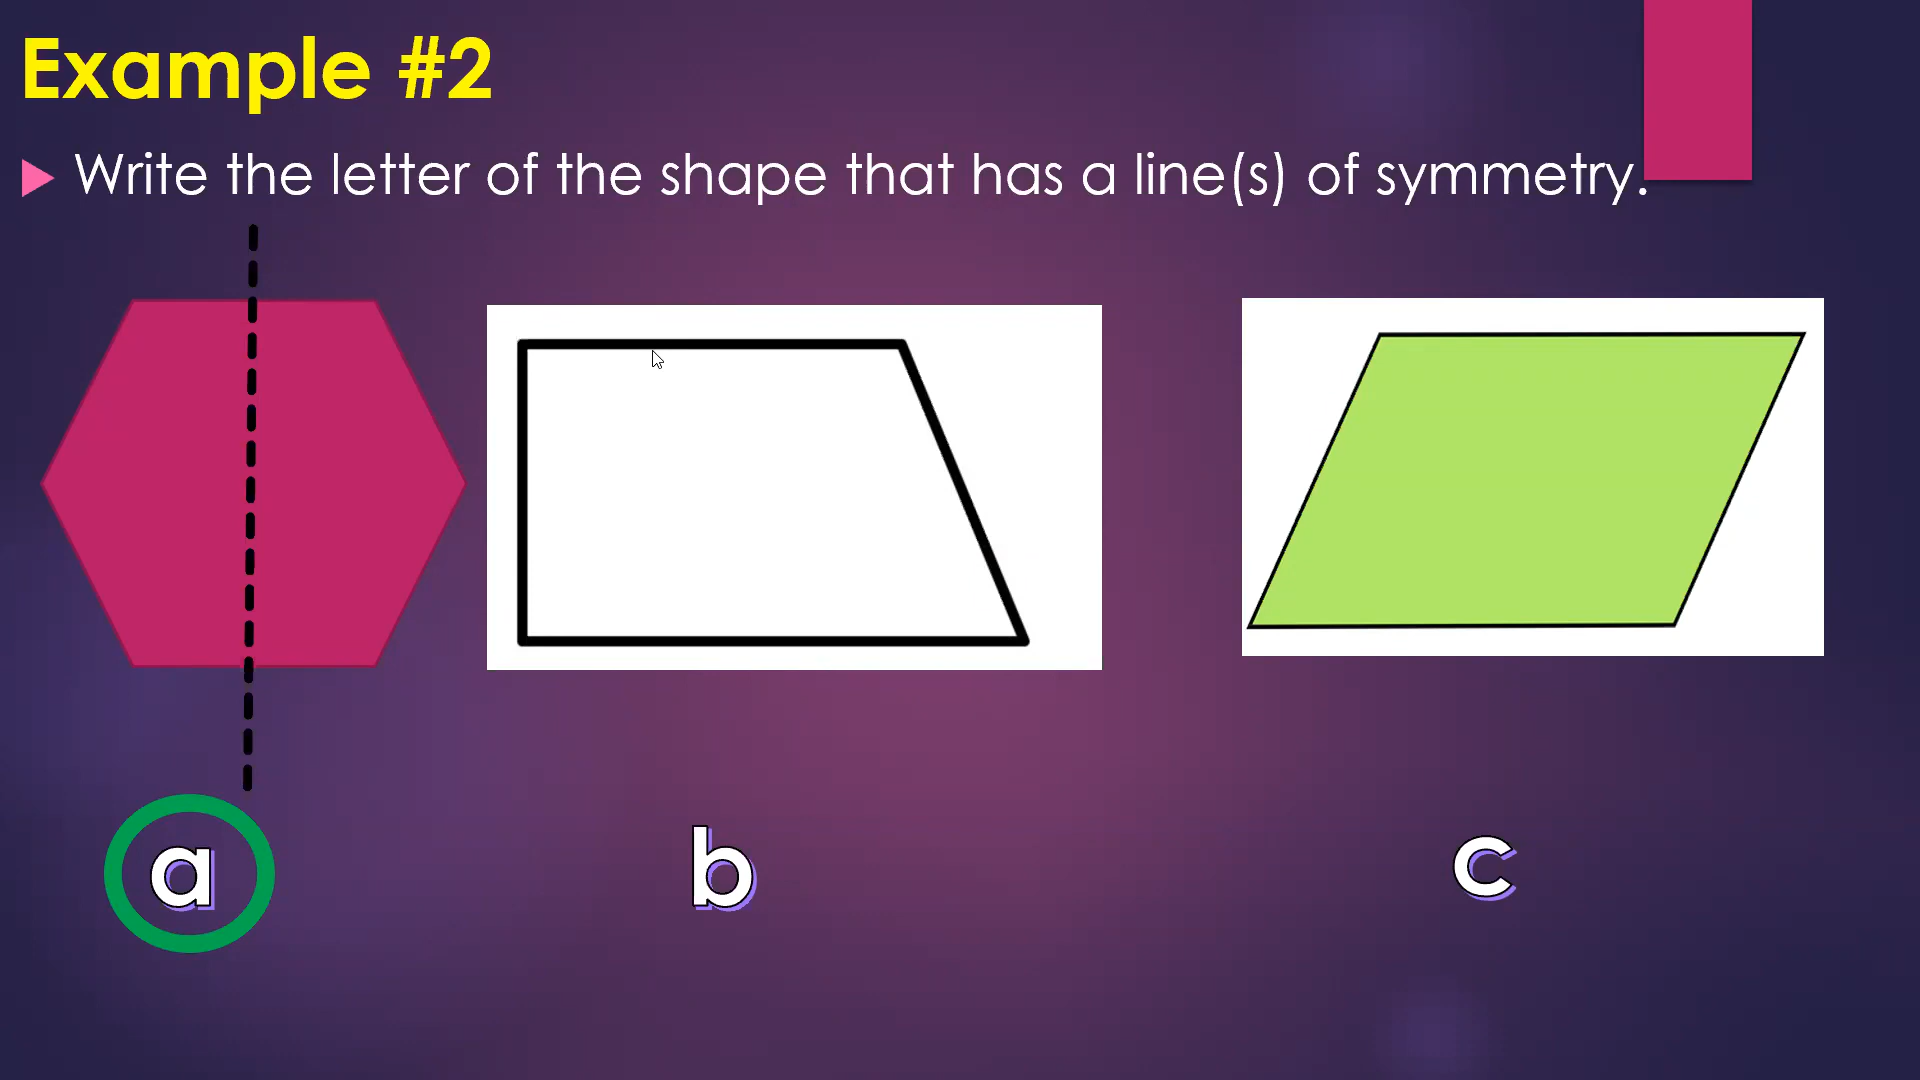 Example #2
Write the letter of the shape that has a line(s) of symmetry.
a b c